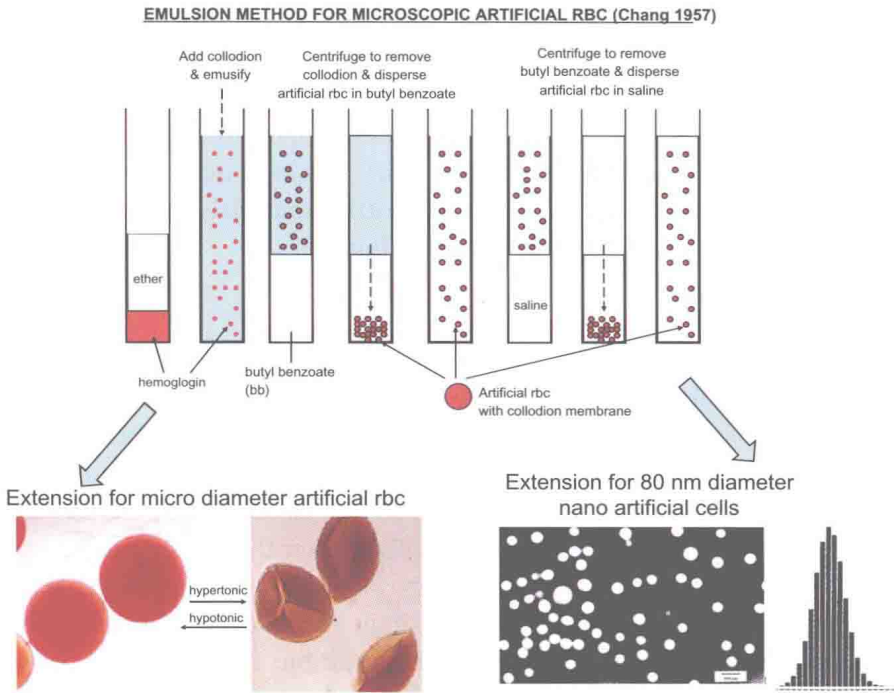 EMULSION METHOD FOR MICROSCOPIC ARTIFICIAL RBC (Chang 1957)
Add collodion
& emusify
Centrifuge to remove
collodion & disperse
artificial rbc in butyl benzoate
Centrifuge to remove
butyl benzoate & disperse
artificial rbc in saline
ether
saline
hemoglogin
butyl benzoate
(bb)
Artificial rbc
with collodion membrane
Extension for micro diameter artificial rbc
Extension for 80 nm diameter
nano artificial cells
hypertonic
hypotonic